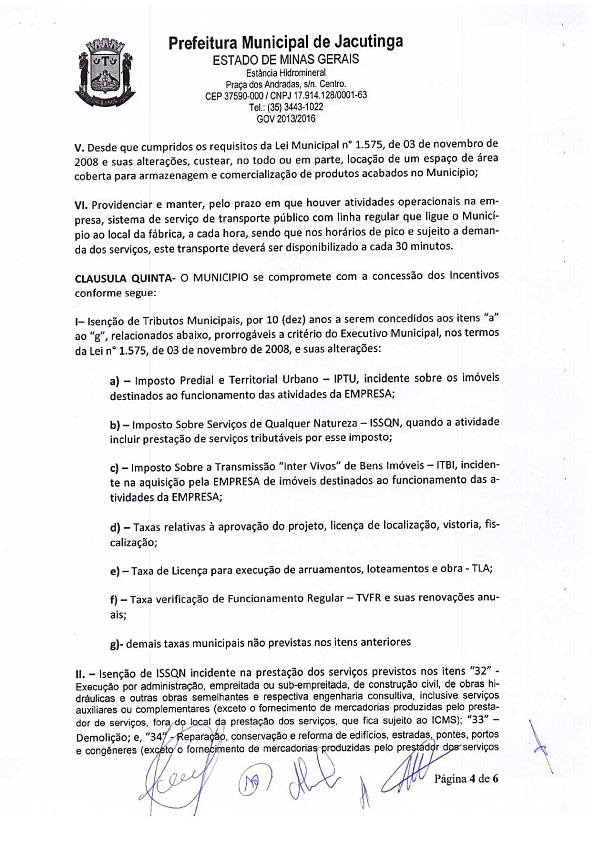 Prefeitura Municipal de Jacutinga
ESTADO DE MINAS GERAIS
Estância Hidromineral
Praça dos Andradas, s/n. Centro.
CEP 37590-000 / CNPJ 17.914.128/0001-63
Tel.: (35) 3443-1022
GOV 2013/2016
V. Desde que cumpridos os requisitos da Lei Municipal n° 1.575, de 03 de novembro de
2008 e suas alterações, custear, no todo ou em parte, locação de um espaço de área
coberta para armazenagem e comercialização de produtos acabados no Município;
VI. Providenciar e manter, pelo prazo em que houver atividades operacionais na em-
presa, sistema de serviço de transporte público com linha regular que ligue o Municí-
pio ao local da fábrica, a cada hora, sendo que nos horários de pico e sujeito a deman-
da dos serviços, este transporte deverá ser disponibilizado a cada 30 minutos.
CLAUSULA QUINTA- O MUNICIPIO se compromete com a concessão dos Incentivos
conforme segue:
I– Isenção de Tributos Municipais, por 10 (dez) anos a serem concedidos aos itens "a"
ao "g", relacionados abaixo, prorrogáveis a critério do Executivo Municipal, nos termos
da Lei n° 1.575, de 03 de novembro de 2008, e suas alterações:
a) – Imposto Predial e Territorial Urbano – IPTU, incidente sobre os imóveis
destinados ao funcionamento das atividades da EMPRESA;
b) – Imposto Sobre Serviços de Qualquer Natureza – ISSQN, quando a atividade
incluir prestação de serviços tributáveis por esse imposto;
c) – Imposto Sobre a Transmissão "Inter Vivos" de Bens Imóveis – ITBI, inciden-
te na aquisição pela EMPRESA de imóveis destinados ao funcionamento das a-
tividades da EMPRESA;
d) – Taxas relativas à aprovação do projeto, licença de localização, vistoria, fis-
calização;
e) – Taxa de Licença para execução de arruamentos, loteamentos e obra - TLA;
f) – Taxa verificação de Funcionamento Regular – TVFR e suas renovações anu-
ais;
g)- demais taxas municipais não previstas nos itens anteriores
II. – Isenção de ISSQN incidente na prestação dos serviços previstos nos itens "32" -
Execução por administração, empreitada ou sub-empreitada, de construção civil, de obras hi-
dráulicas e outras obras semelhantes e respectiva engenharia consultiva, inclusive serviços
auxiliares ou complementares (exceto o fornecimento de mercadorias produzidas pelo presta-
dor de serviços, fora do local da prestação dos serviços, que fica sujeito ao ICMS); "33" –
Demolição; e, "34" - Reparação, conservação e reforma de edifícios, estradas, pontes, portos
e congêneres (exceto o fornecimento de mercadorias produzidas pelo prestador dos serviços
Página 4 de 6